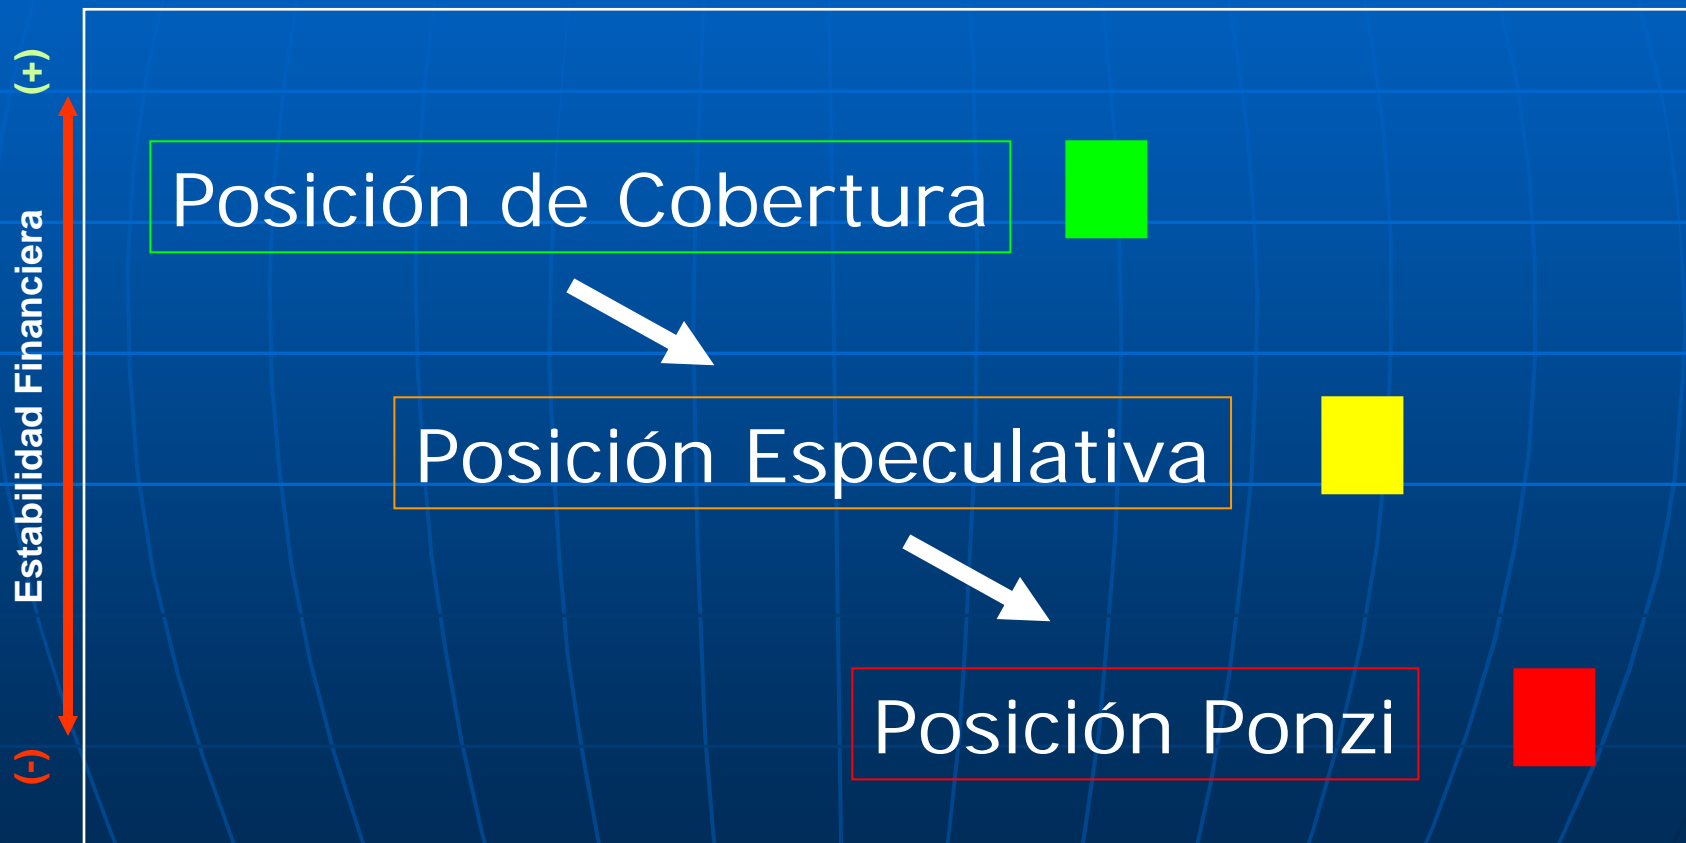 (+)
Estabilidad Financiera
(-)
Posición de Cobertura
Posición Especulativa
Posición Ponzi